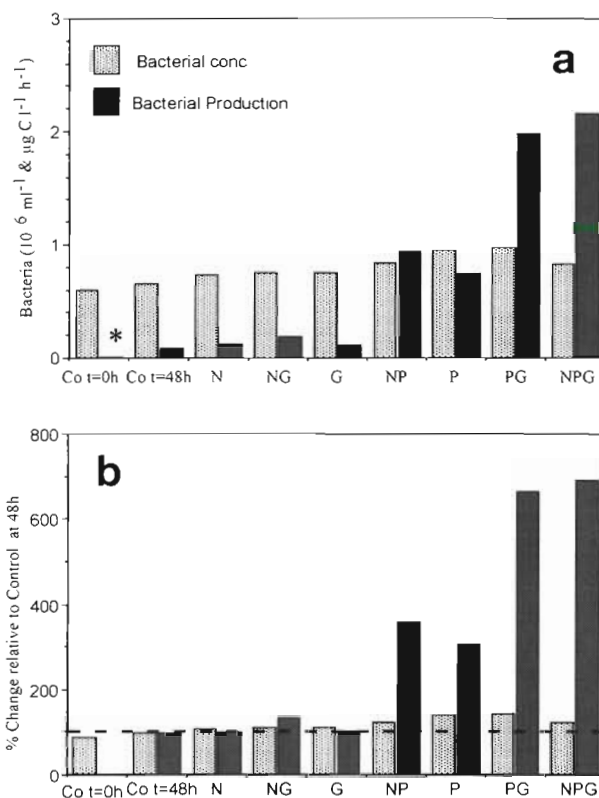 3
Bacterial conc
a
Bacterial Production
2
1
0
Bacteria (10 6 ml-1 & µg C l-1 h-1)
*
Co t=0h Co t=48h N NG G NP P PG NPG
800
b
600
400
200
100
0
% Change relative to Control at 48h
Co t=0h Co t=48h N NG G NP P PG NPG